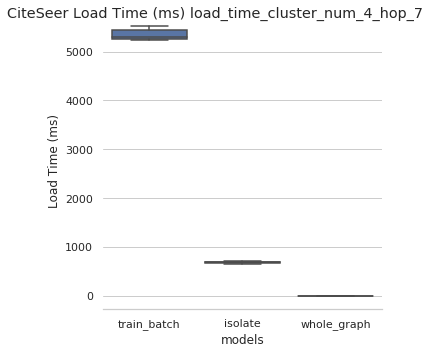 CiteSeer Load Time (ms) load_time_cluster_num_4_hop_7
Load Time (ms)
5000
4000
3000
2000
1000
0
train_batch
isolate
whole_graph
models